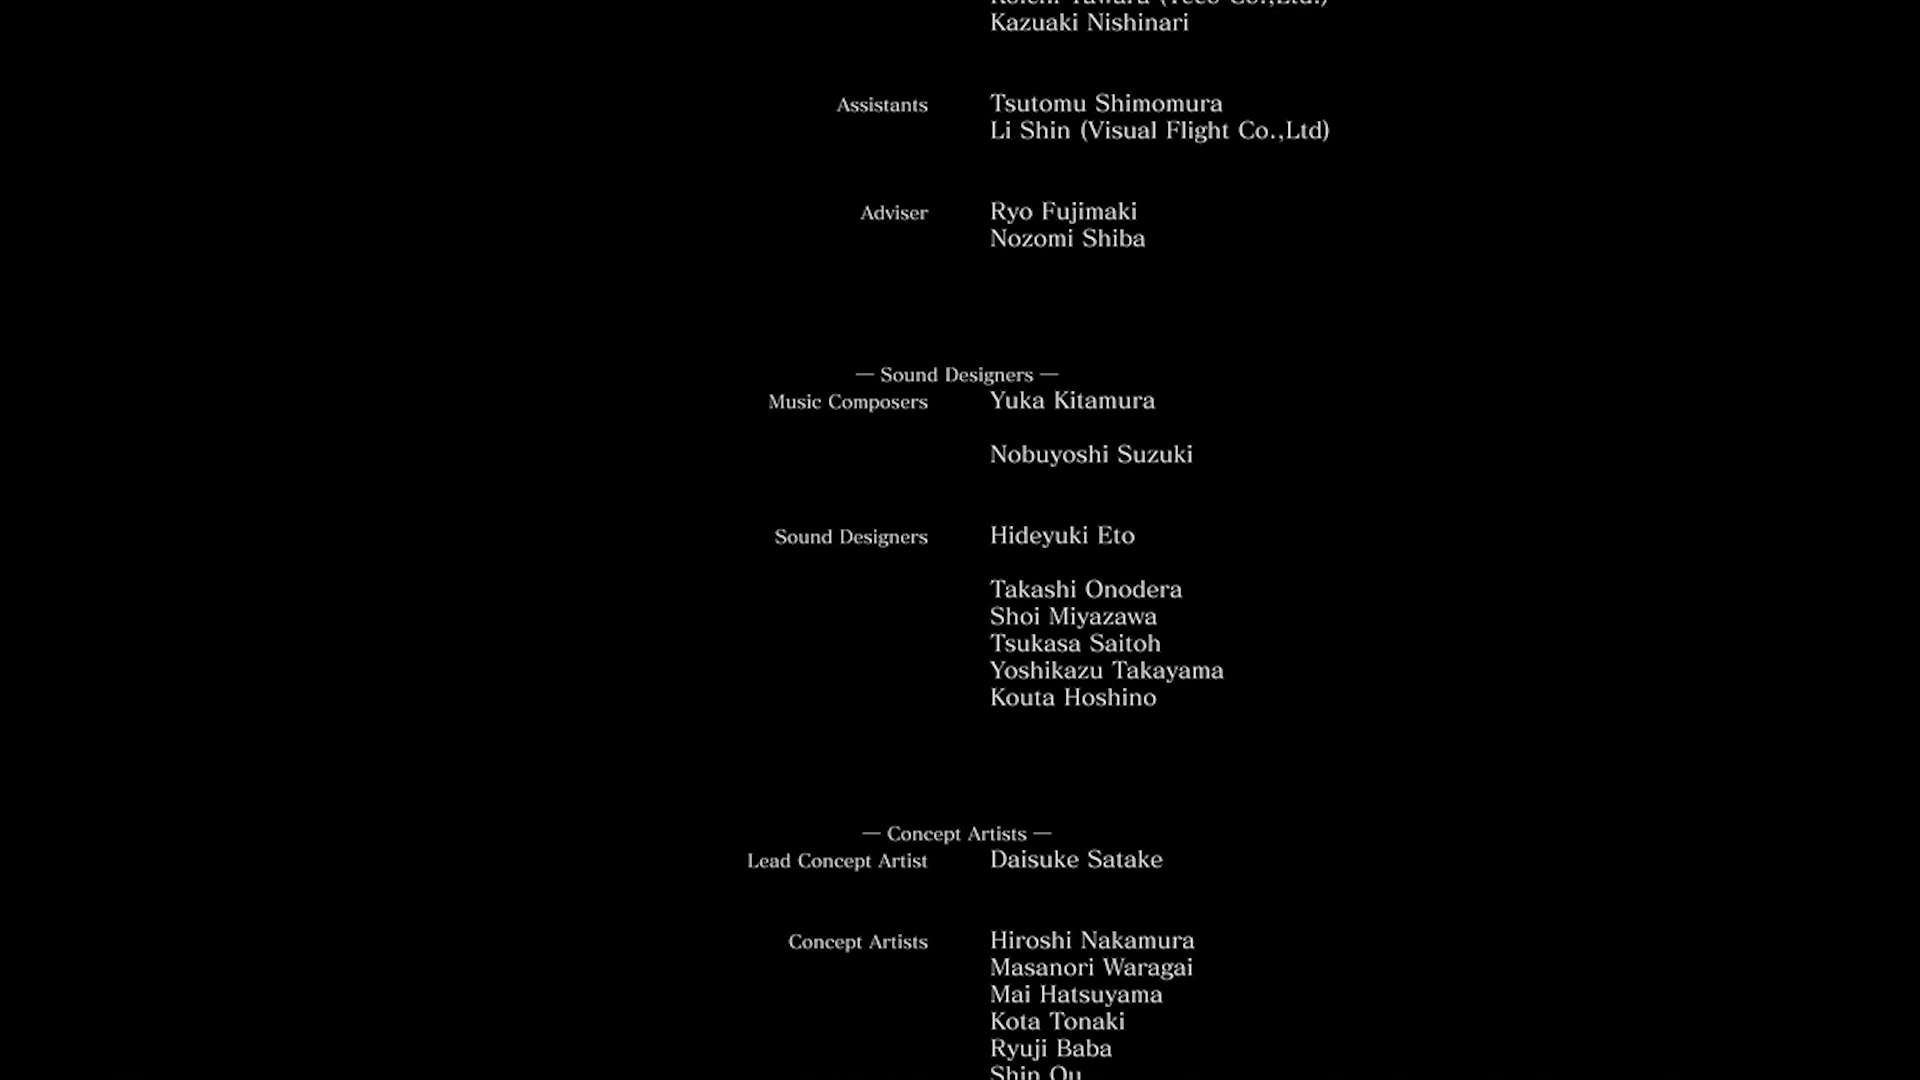 Kazuaki Nishinari
Assistants Tsutomu Shimomura
Li Shin (Visual Flight Co.,Ltd)
Adviser Ryo Fujimaki
Nozomi Shiba
— Sound Designers —
Music Composers Yuka Kitamura
Nobuyoshi Suzuki
Sound Designers Hideyuki Eto
Takashi Onodera
Shoi Miyazawa
Tsukasa Saitoh
Yoshikazu Takayama
Kouta Hoshino
— Concept Artists —
Lead Concept Artist Daisuke Satake
Concept Artists Hiroshi Nakamura
Masanori Waragai
Mai Hatsuyama
Kota Tonaki
Ryuji Baba
Shin Ou